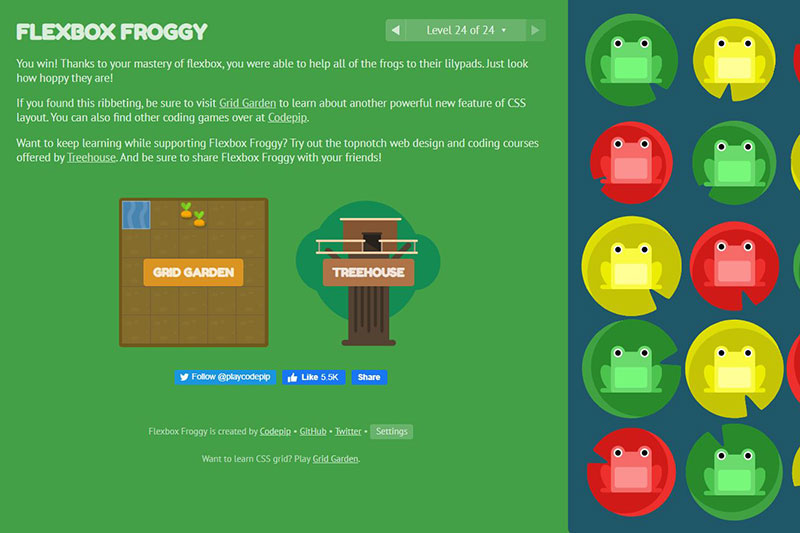 FLEXBOX FROGGY
Level 24 of 24
You win! Thanks to your mastery of flexbox, you were able to help all of the frogs to their lilypads. Just look
how hoppy they are!
If you found this ribbeting, be sure to visit Grid Garden to learn about another powerful new feature of CSS
layout. You can also find other coding games over at Codepip.
Want to keep learning while supporting Flexbox Froggy? Try out the topnotch web design and coding courses
offered by Treehouse. And be sure to share Flexbox Froggy with your friends!
GRID GARDEN
TREEHOUSE
Follow @playcodepip
Like 5.5K
Share
Flexbox Froggy is created by Codepip • GitHub • Twitter • Settings
Want to learn CSS grid? Play Grid Garden.